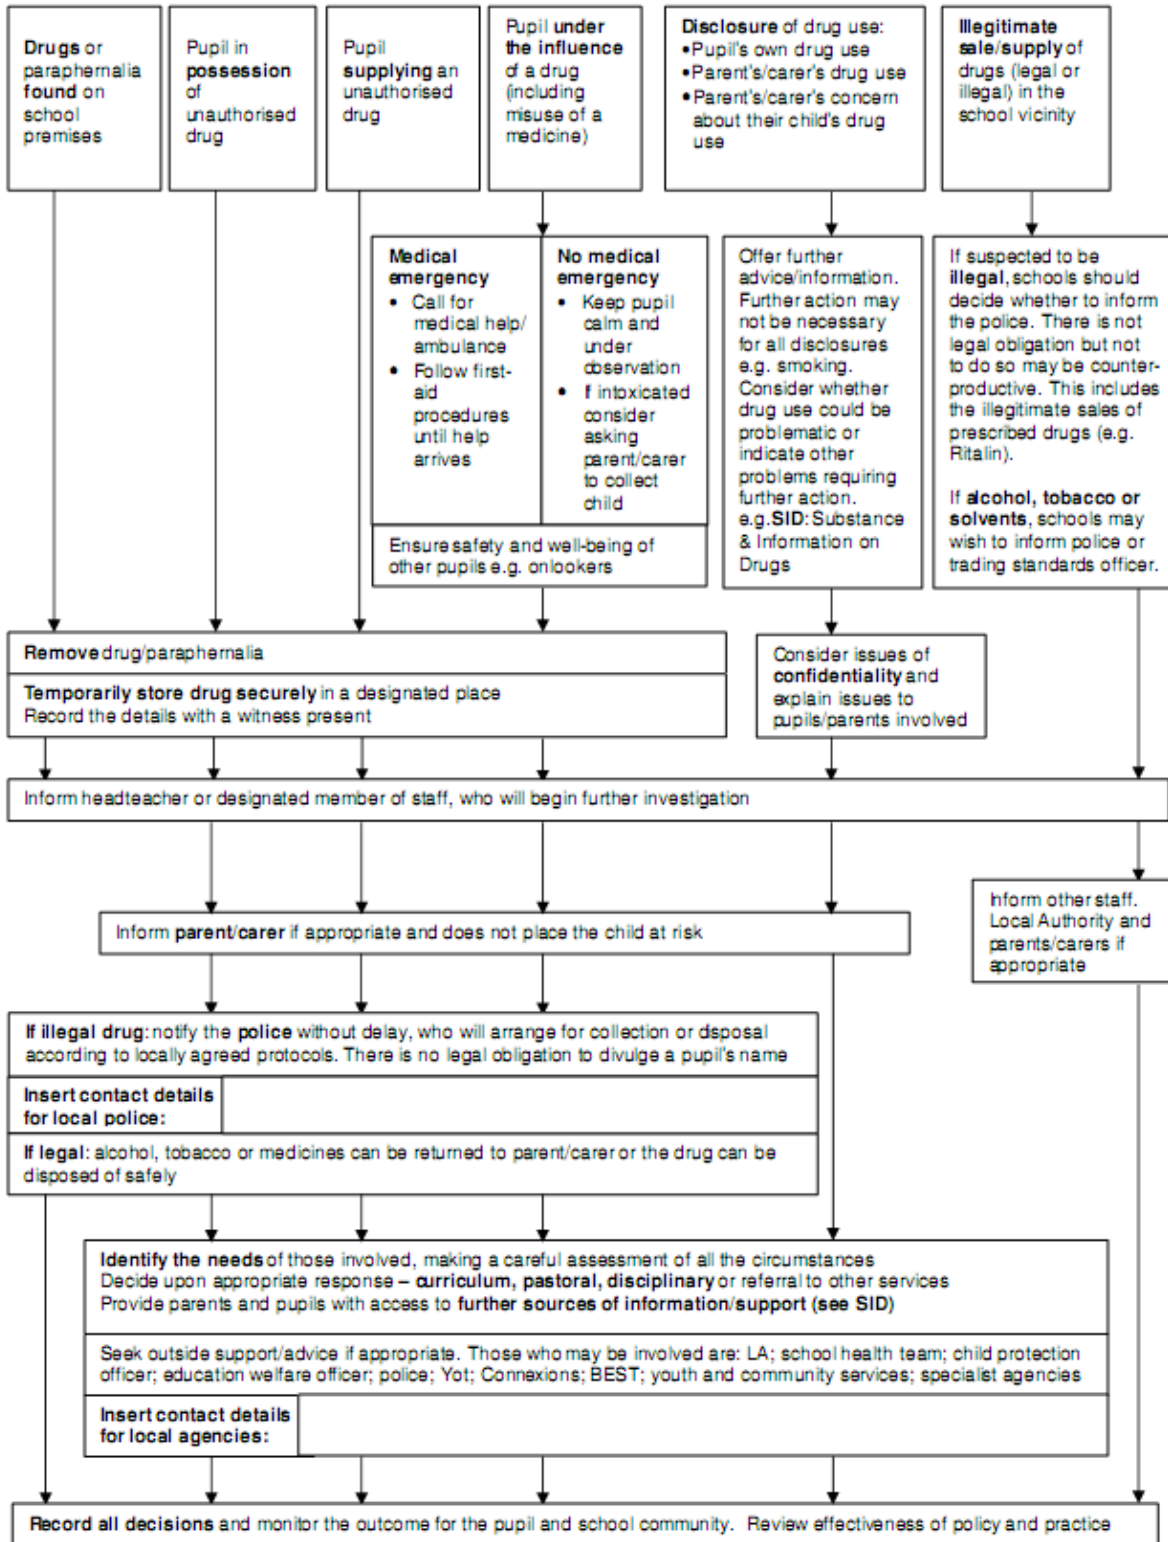 Drugs or
paraphernalia
found on
school
premises
Pupil in
possession
of
unauthorised
drug
Pupil
supplying an
unauthorised
drug
Pupil under
the influence
of a drug
(including
misuse of a
medicine)
Disclosure of drug use:
•Pupil's own drug use
•Parent's/carer's drug use
•Parent's/carer's concern
about their child's drug
use
Illegitimate
sale/supply of
drugs (legal or
illegal) in the
school vicinity
Medical
emergency
• Call for
medical help/
ambulance
• Follow first-
aid
procedures
until help
arrives
No medical
emergency
• Keep pupil
calm and
under
observation
• If intoxicated
consider
asking
parent/carer
to collect
child
Ensure safety and well-being of
other pupils e.g. onlookers
Offer further
advice/information.
Further action may
not be necessary
for all disclosures
e.g. smoking.
Consider whether
drug use could be
problematic or
indicate other
problems requiring
further action.
e.g.SID: Substance
& Information on
Drugs
If suspected to be
illegal, schools should
decide whether to inform
the police. There is not
legal obligation but not
to do so may be counter-
productive. This includes
the illegitimate sales of
prescribed drugs (e.g.
Ritalin).
If alcohol, tobacco or
solvents, schools may
wish to inform police or
trading standards officer.
Remove drug/paraphernalia
Temporarily store drug securely in a designated place
Record the details with a witness present
Consider issues of
confidentiality and
explain issues to
pupils/parents involved
Inform headteacher or designated member of staff, who will begin further investigation
Inform other staff.
Local Authority and
parents/carers if
appropriate
Inform parent/carer if appropriate and does not place the child at risk
If illegal drug: notify the police without delay, who will arrange for collection or disposal
according to locally agreed protocols. There is no legal obligation to divulge a pupil's name
Insert contact details
for local police:
If legal: alcohol, tobacco or medicines can be returned to parent/carer or the drug can be
disposed of safely
Identify the needs of those involved, making a careful assessment of all the circumstances
Decide upon appropriate response – curriculum, pastoral, disciplinary or referral to other services
Provide parents and pupils with access to further sources of information/support (see SID)
Seek outside support/advice if appropriate. Those who may be involved are: LA; school health team; child protection
officer; education welfare officer; police; Yot; Connexions; BEST; youth and community services; specialist agencies
Insert contact details
for local agencies:
Record all decisions and monitor the outcome for the pupil and school community. Review effectiveness of policy and practice